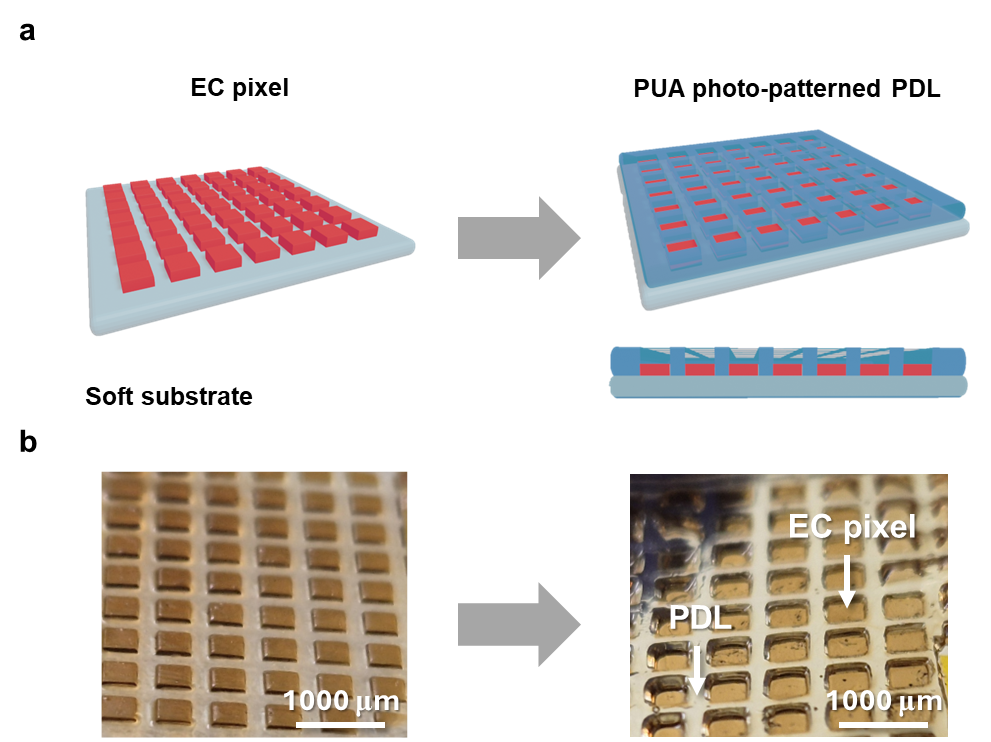 a
EC pixel
PUA photo-patterned PDL
Soft substrate
b
EC pixel
PDL
1000 μm
1000 μm